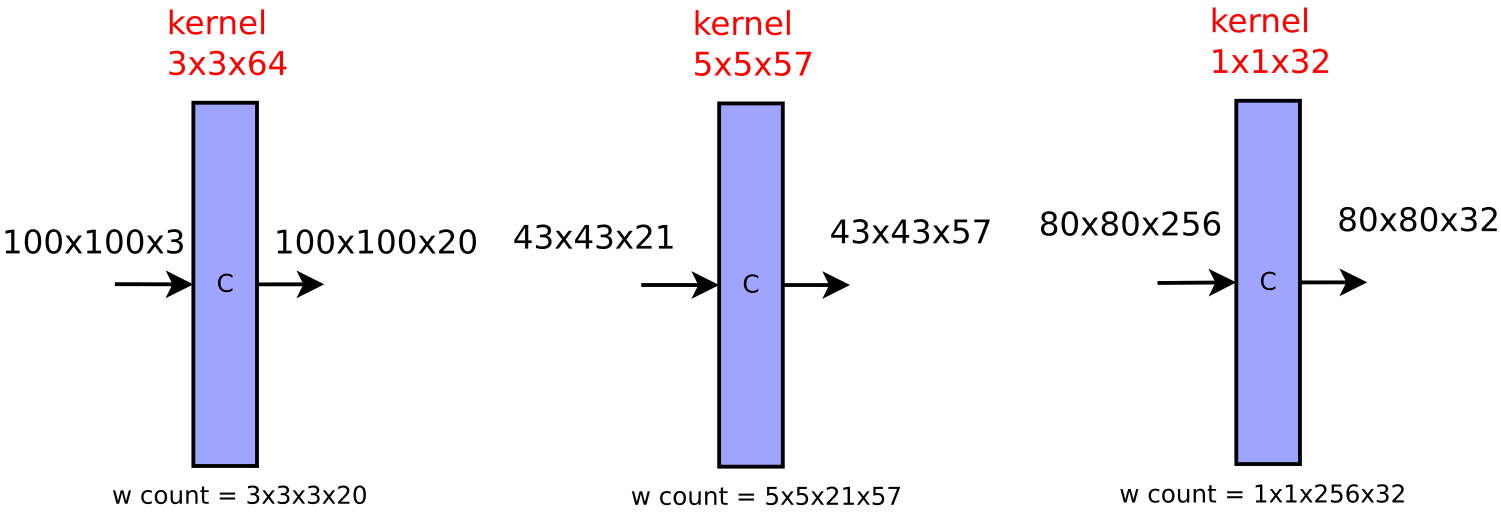 kernel
3x3x64
100x100x3
100x100x20
C
w count = 3x3x3x20
kernel
5x5x57
43x43x21
43x43x57
C
w count = 5x5x21x57
kernel
1x1x32
80x80x256
80x80x32
C
w count = 1x1x256x32